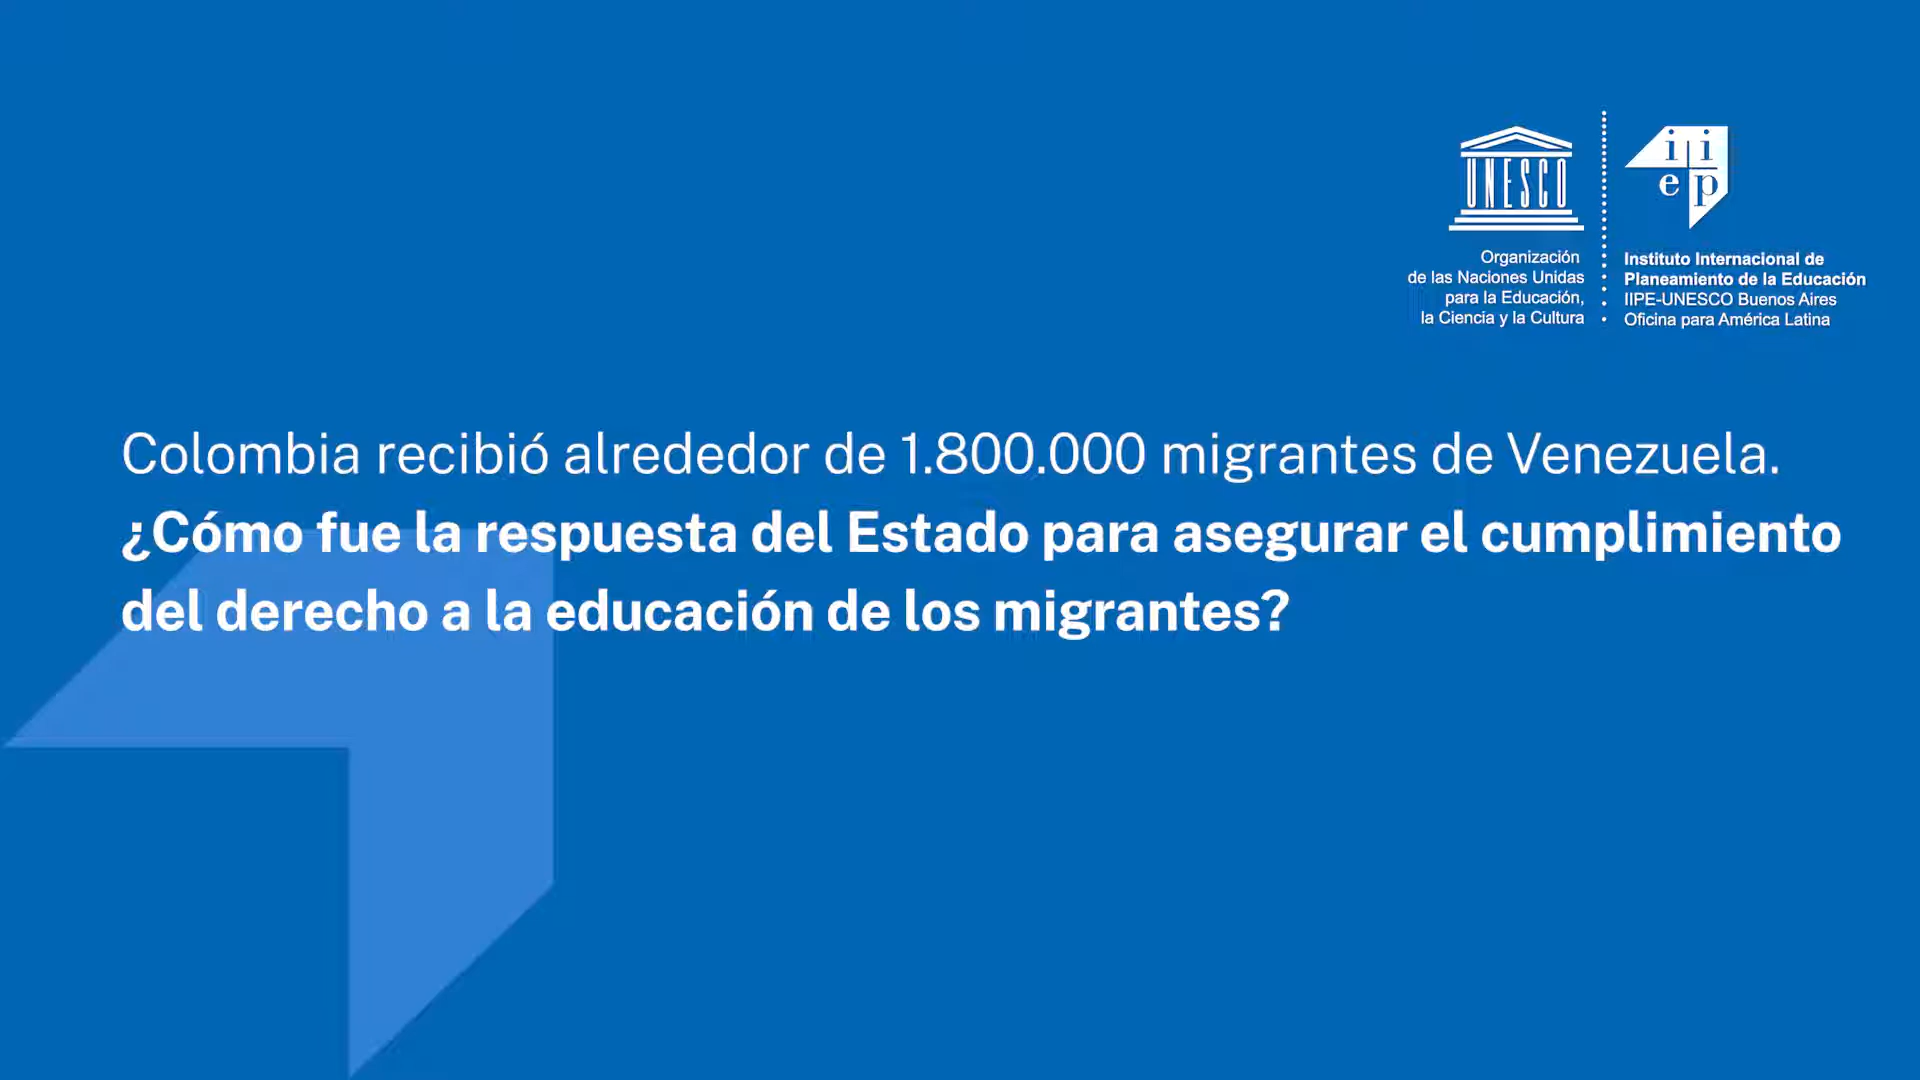 UNESCO
Organización
de las Naciones Unidas
para la Educación,
la Ciencia y la Cultura
i i
e p
Instituto Internacional de
Planeamiento de la Educación
IIPE-UNESCO Buenos Aires
Oficina para América Latina
Colombia recibió alrededor de 1.800.000 migrantes de Venezuela.
¿Cómo fue la respuesta del Estado para asegurar el cumplimiento
del derecho a la educación de los migrantes?